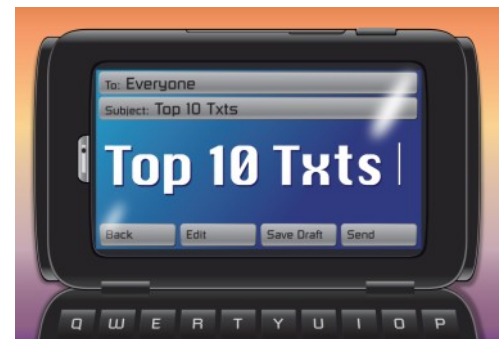 To: Everyone
Subject: Top 10 Txts
Top 10 Txts
Back Edit Save Draft Send
Q W E R T Y U I O P